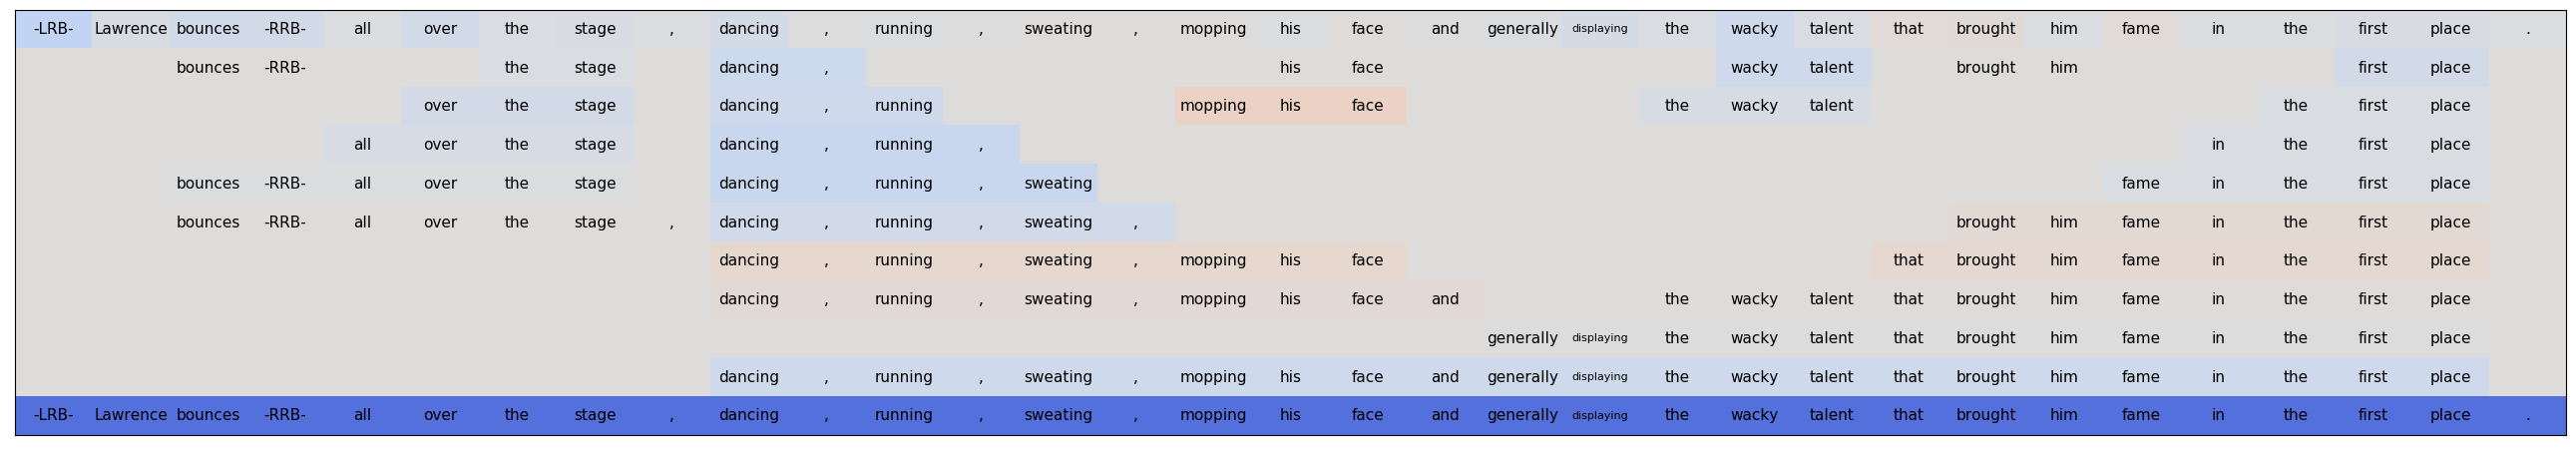 -LRB- Lawrence bounces -RRB- all over the stage , dancing , running , sweating , mopping his face and generally displaying the wacky talent that brought him fame in the first place .
bounces -RRB- the stage dancing , his face wacky talent brought him first place
over the stage dancing , running mopping his face the wacky talent the first place
all over the stage dancing , running , in the first place
bounces -RRB- all over the stage dancing , running , sweating fame in the first place
bounces -RRB- all over the stage , dancing , running , sweating , brought him fame in the first place
dancing , running , sweating , mopping his face that brought him fame in the first place
dancing , running , sweating , mopping his face and the wacky talent that brought him fame in the first place
generally displaying the wacky talent that brought him fame in the first place
dancing , running , sweating , mopping his face and generally displaying the wacky talent that brought him fame in the first place
-LRB- Lawrence bounces -RRB- all over the stage , dancing , running , sweating , mopping his face and generally displaying the wacky talent that brought him fame in the first place .